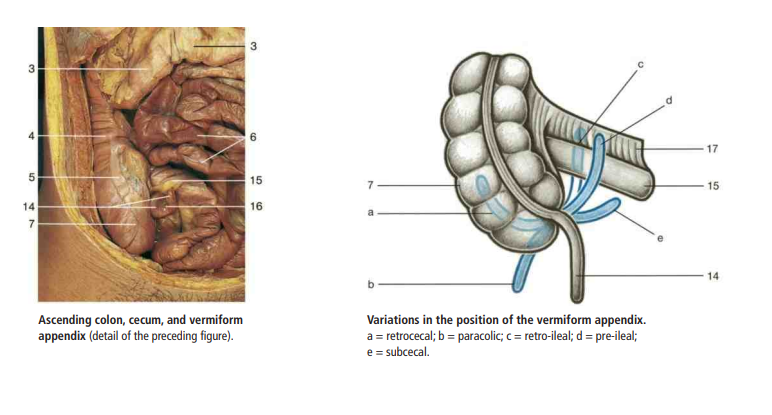 3
3
4
6
5
15
14
16
7
c
d
17
7
15
a
e
14
b
Ascending colon, cecum, and vermiform
appendix (detail of the preceding figure).
Variations in the position of the vermiform appendix.
a = retrocecal; b = paracolic; c = retro-ileal; d = pre-ileal;
e = subcecal.